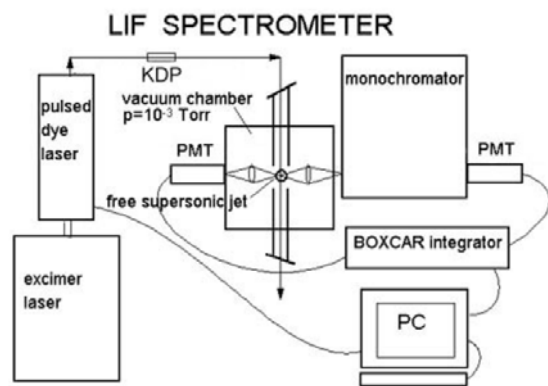 LIF SPECTROMETER
KDP
pulsed
dye
laser
vacuum chamber
p=10⁻³ Torr
monochromator
PMT
PMT
free supersonic jet
BOXCAR integrator
excimer
laser
PC